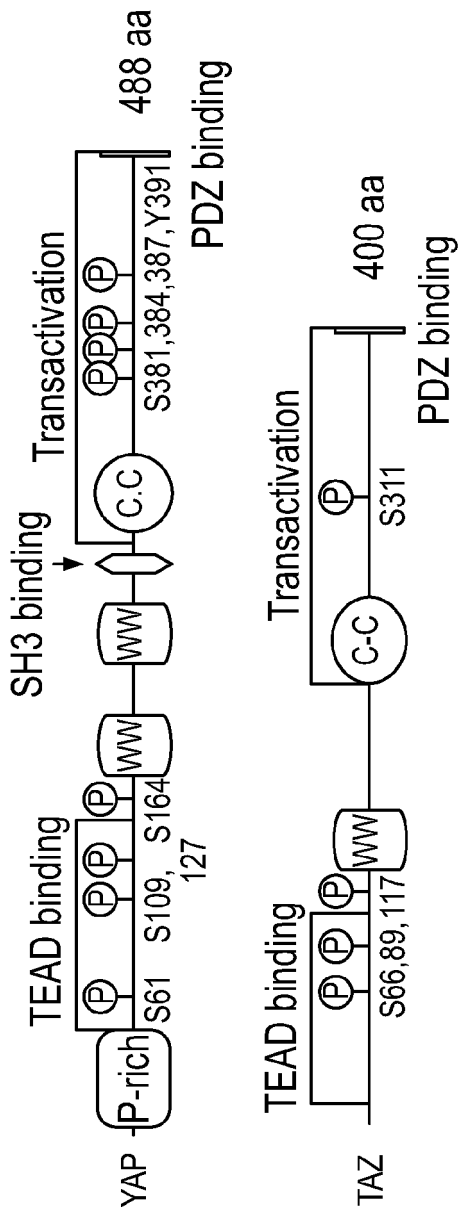 SH3 binding
TEAD binding
Transactivation
P P P P P P P P
YAP P-rich WW WW C.C 488 aa
S61 S109, S164 S381,384,387,Y391
127
PDZ binding
TEAD binding
Transactivation
P P P P
TAZ WW C-C 400 aa
S66,89,117 S311
PDZ binding